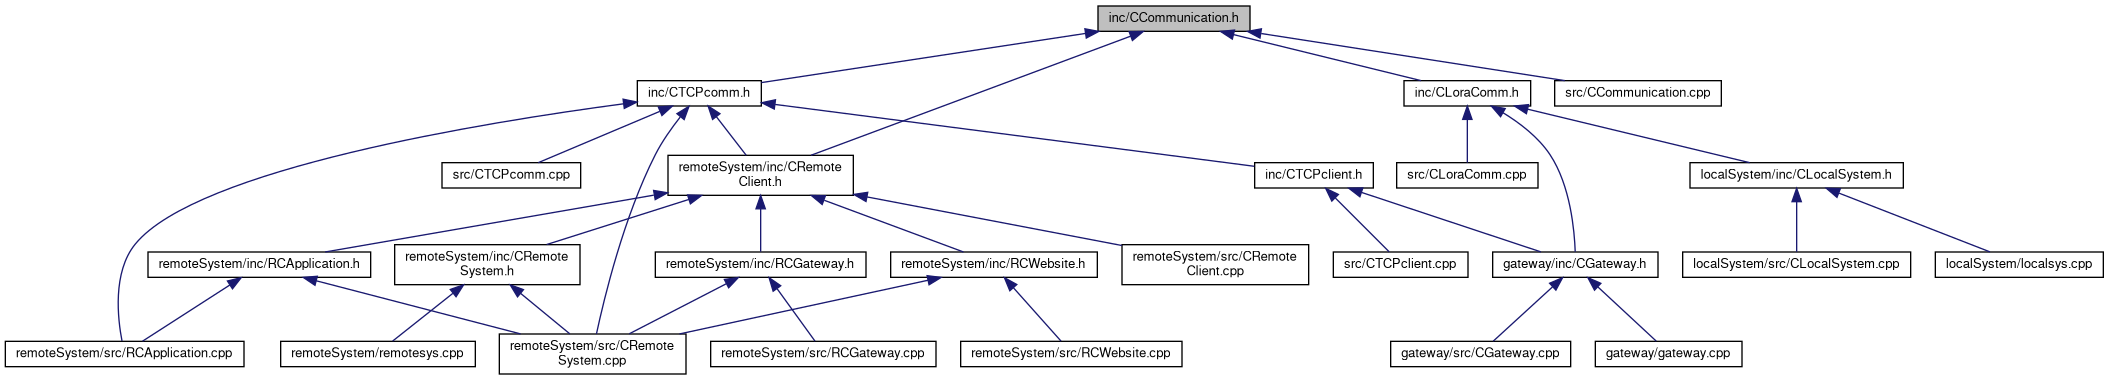 inc/CCommunication.h
inc/CTCPcomm.h
inc/CLoraComm.h
src/CCommunication.cpp
src/CTCPcomm.cpp
remoteSystem/inc/CRemote
Client.h
inc/CTCPclient.h
src/CLoraComm.cpp
localSystem/inc/CLocalSystem.h
remoteSystem/inc/RCApplication.h
remoteSystem/inc/CRemote
System.h
remoteSystem/inc/RCGateway.h
remoteSystem/inc/RCWebsite.h
remoteSystem/src/CRemote
Client.cpp
src/CTCPclient.cpp
gateway/inc/CGateway.h
localSystem/src/CLocalSystem.cpp
localSystem/localsys.cpp
remoteSystem/src/RCApplication.cpp
remoteSystem/remotesys.cpp
remoteSystem/src/CRemote
System.cpp
remoteSystem/src/RCGateway.cpp
remoteSystem/src/RCWebsite.cpp
gateway/src/CGateway.cpp
gateway/gateway.cpp